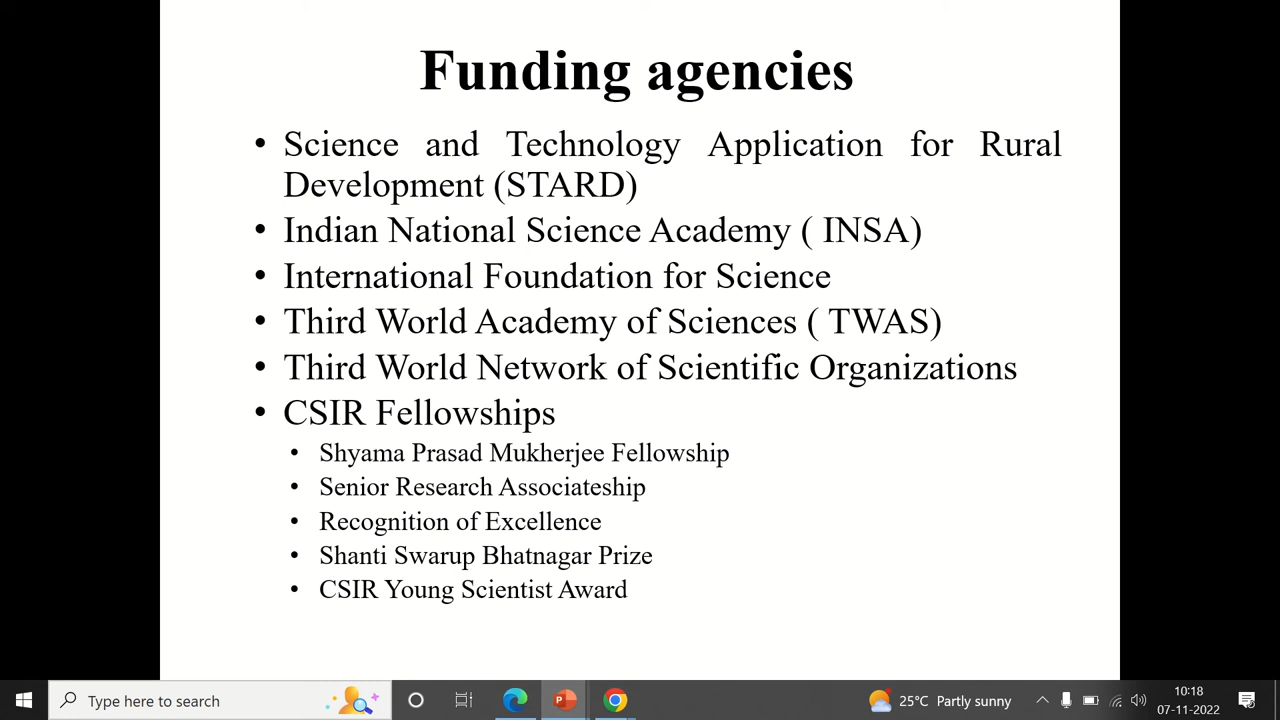 Funding agencies
• Science and Technology Application for Rural
Development (STARD)
• Indian National Science Academy ( INSA)
• International Foundation for Science
• Third World Academy of Sciences ( TWAS)
• Third World Network of Scientific Organizations
• CSIR Fellowships
• Shyama Prasad Mukherjee Fellowship
• Senior Research Associateship
• Recognition of Excellence
• Shanti Swarup Bhatnagar Prize
• CSIR Young Scientist Award
Type here to search
25°C Partly sunny
10:18
07-11-2022